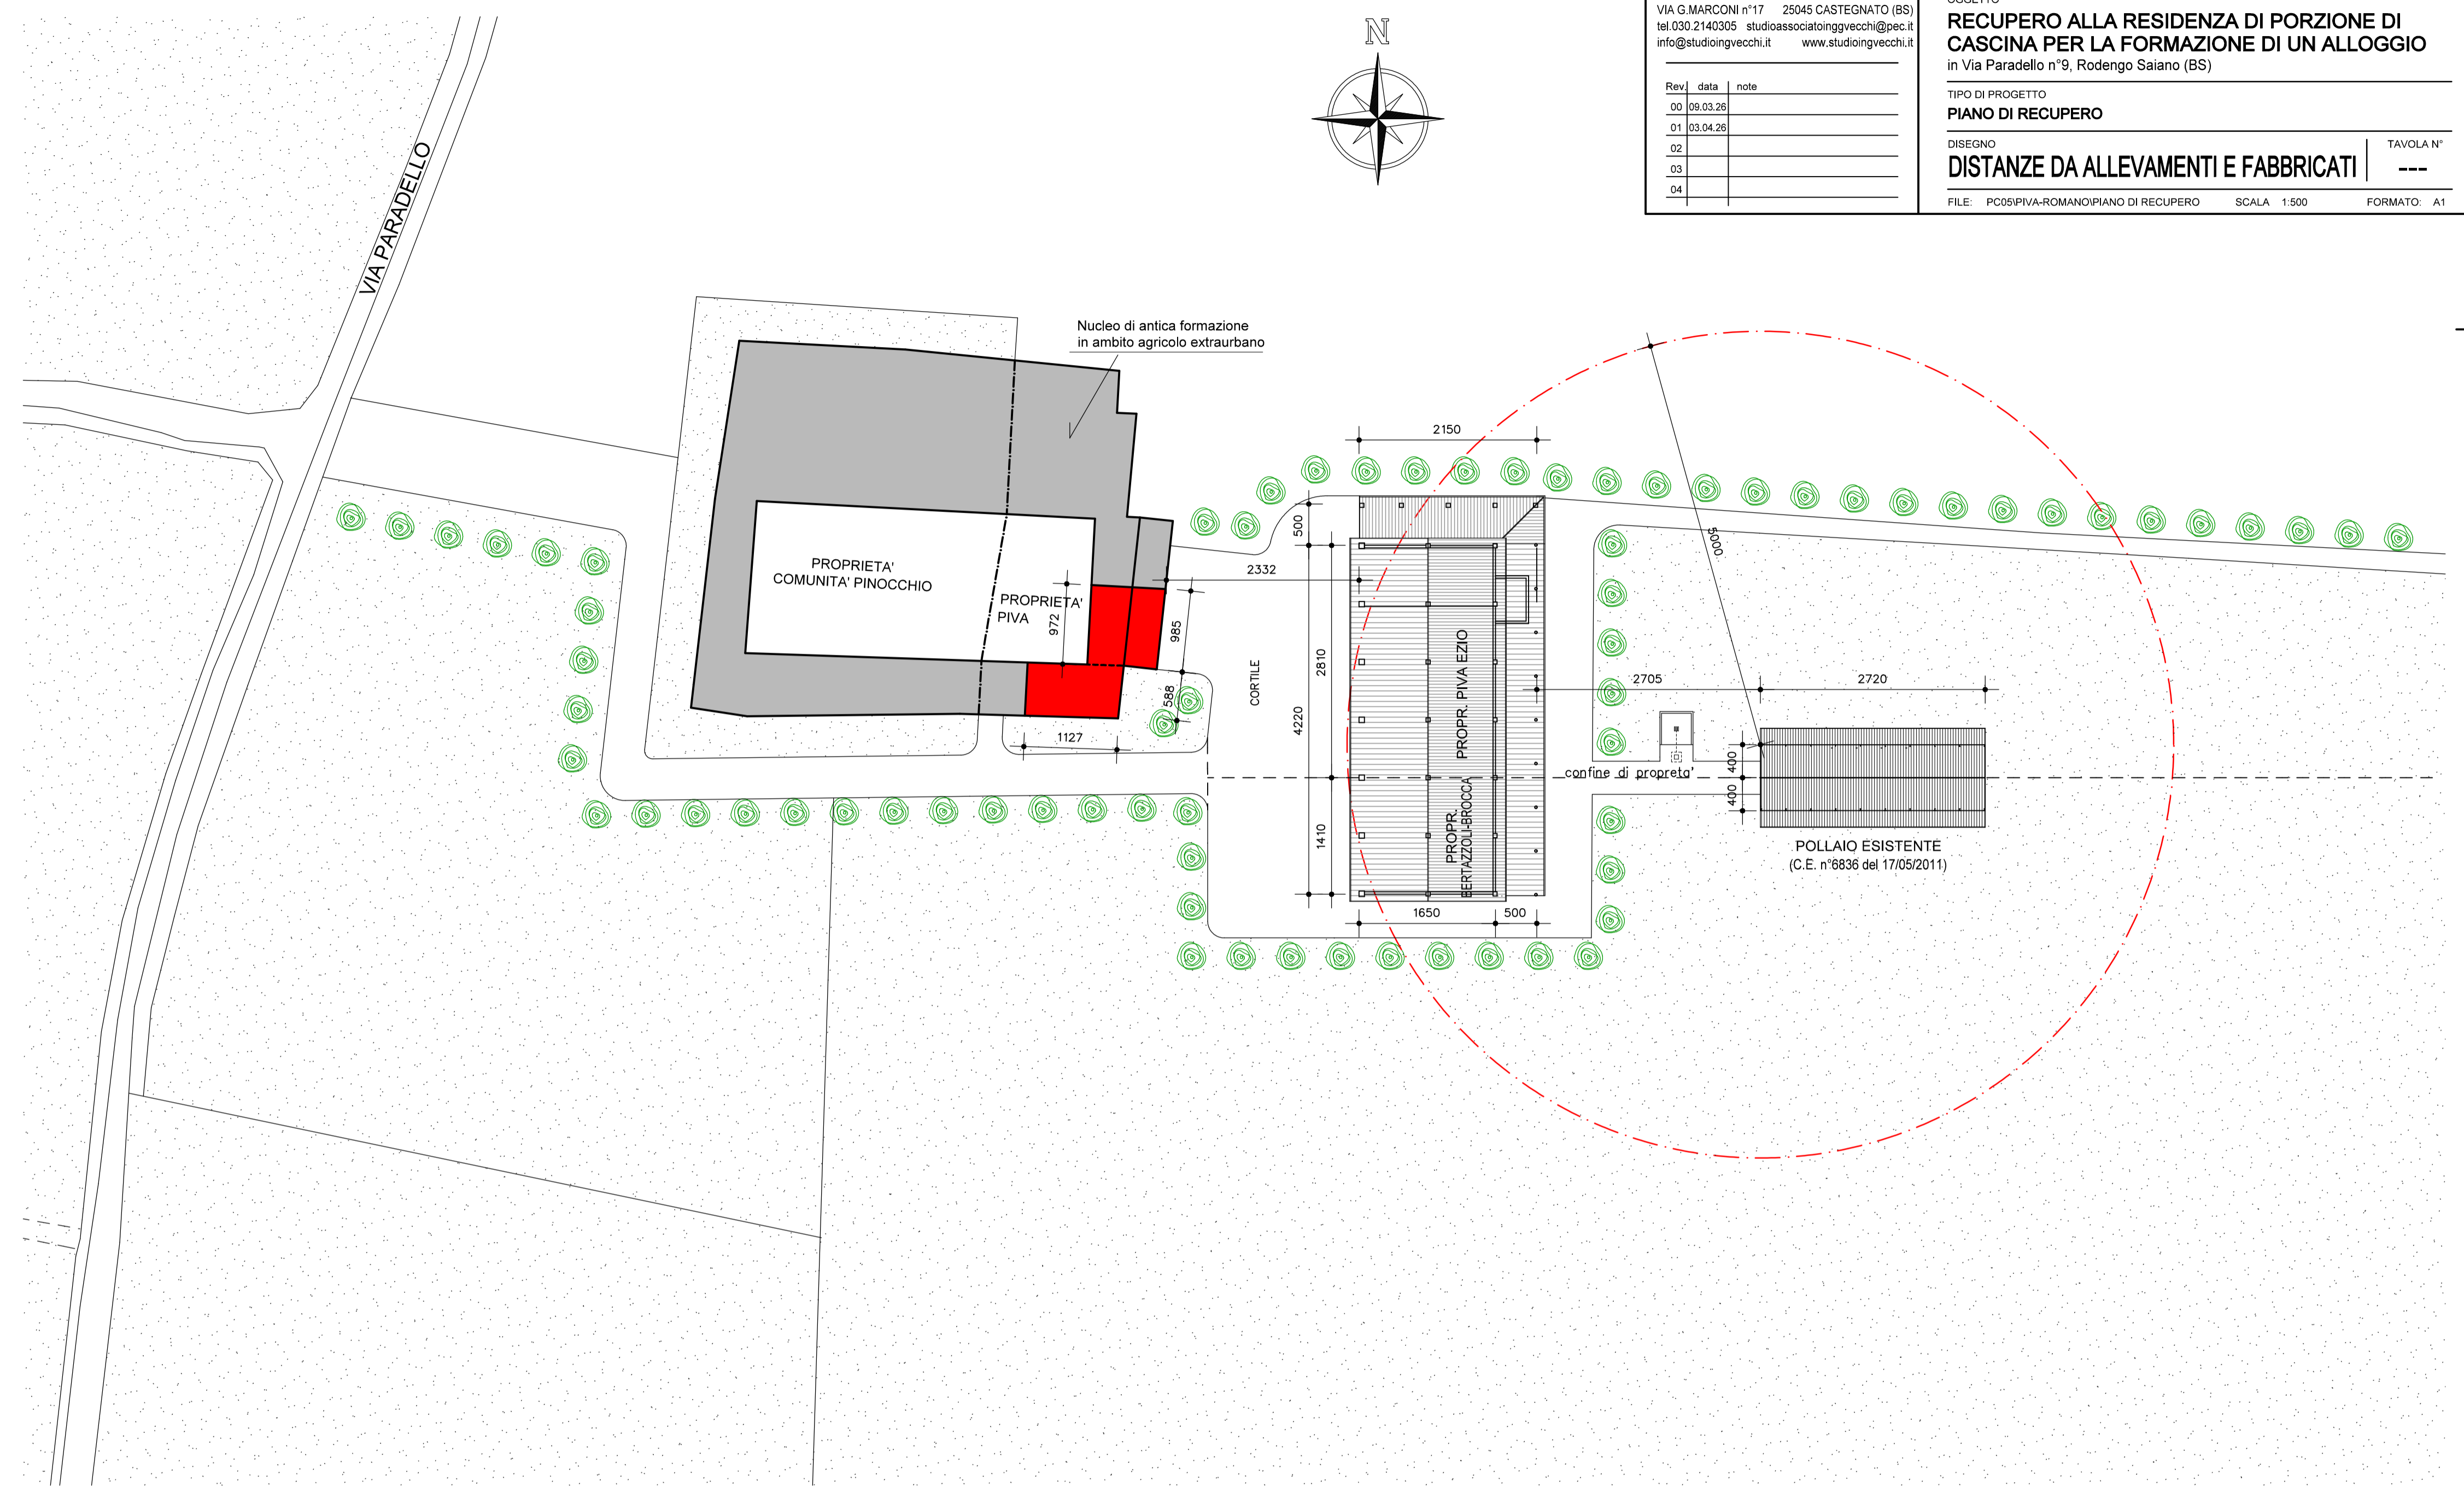 VIA G.MARCONI n°17 25045 CASTEGNATO (BS)
tel.030.2140305 studioassociatoinggvecchi@pec.it
info@studioingvecchi.it www.studioingvecchi.it
Rev. data note
00 09.03.26
01 03.04.26
02
03
04
OGGETTO
RECUPERO ALLA RESIDENZA DI PORZIONE DI
CASCINA PER LA FORMAZIONE DI UN ALLOGGIO
in Via Paradello n°9, Rodengo Saiano (BS)
TIPO DI PROGETTO
PIANO DI RECUPERO
DISEGNO
DISTANZE DA ALLEVAMENTI E FABBRICATI
TAVOLA N°
---
FILE: PC05\PIVA-ROMANO\PIANO DI RECUPERO SCALA 1:500 FORMATO: A1
N
VIA PARADELLO
Nucleo di antica formazione
in ambito agricolo extraurbano
PROPRIETA'
COMUNITA' PINOCCHIO
PROPRIETA'
PIVA
972
985
588
1127
2332
CORTILE
2150
500
2810
4220
1410
PROPR. PIVA EZIO
PROPR.
BERTAZZOLI-BROCCA
1650
500
5000
2705
2720
confine di propreta'
400
400
POLLAIO ESISTENTE
(C.E. n°6836 del 17/05/2011)